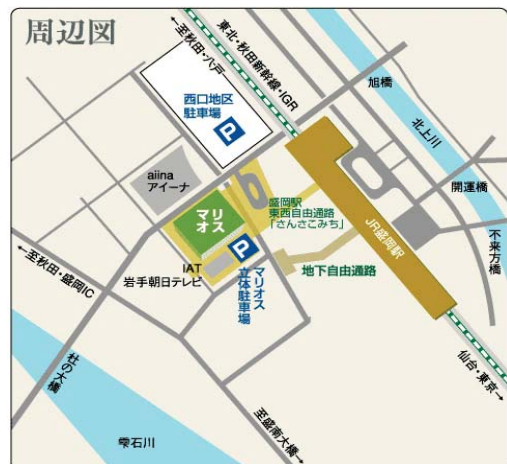 周辺図
←至秋田・八戸
東北・秋田新幹線・IGR
旭橋
西口地区
駐車場
P
北上川
aiina
アイーナ
開運橋
盛岡駅
東西自由通路
「さんさこみち」
マリオス
JR盛岡駅
不来方橋
P
マリオス
立体駐車場
地下自由通路
IAT
岩手朝日テレビ
←至秋田・盛岡IC
仙台・東京→
杜の大橋
至盛南大橋→
雫石川